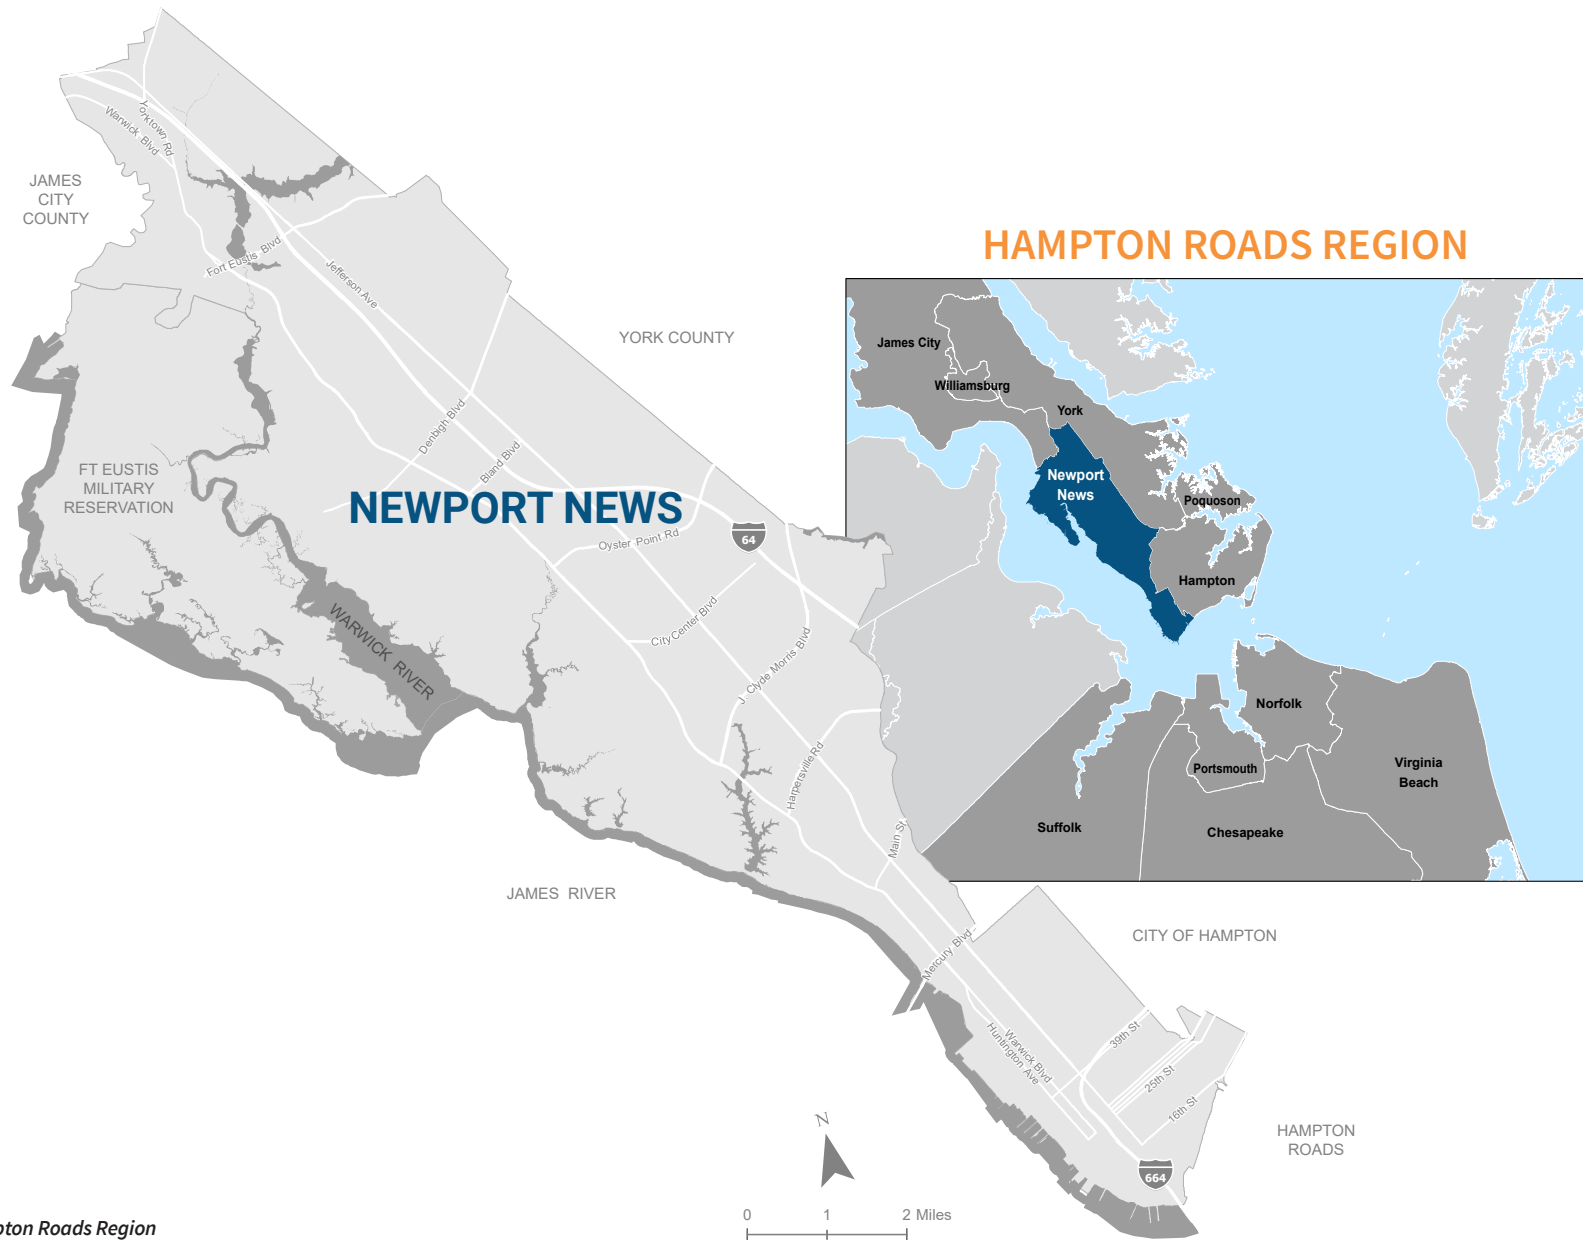 Yorktown Rd
Warwick Blvd
JAMES
CITY
COUNTY
Fort Eustis Blvd
Jefferson Ave
YORK COUNTY
Denbigh Blvd
Bland Blvd
FT EUSTIS
MILITARY
RESERVATION
NEWPORT NEWS
64
Oyster Point Rd
City Center Blvd
WARWICK RIVER
J. Clyde Morris Blvd
Harpersville Rd
Main St
JAMES RIVER
Mercury Blvd
CITY OF HAMPTON
39th St
Warwick Blvd
Huntington Ave
25th St
16th St
HAMPTON
ROADS
664
N
0 1 2 Miles
HAMPTON ROADS REGION
James City
Williamsburg
York
Newport
News
Poquoson
Hampton
Norfolk
Portsmouth
Virginia
Beach
Suffolk
Chesapeake
Roads Region